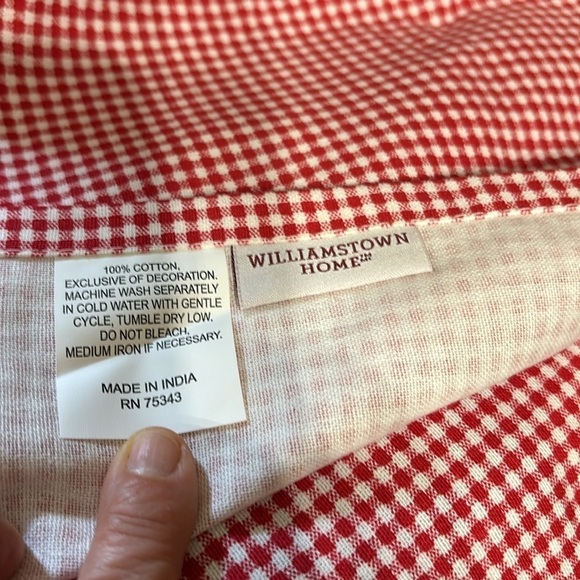 100% COTTON,
EXCLUSIVE OF DECORATION.
MACHINE WASH SEPARATELY
IN COLD WATER WITH GENTLE
CYCLE, TUMBLE DRY LOW.
DO NOT BLEACH.
MEDIUM IRON IF NECESSARY.
MADE IN INDIA
RN 75343
WILLIAMSTOWN
HOME